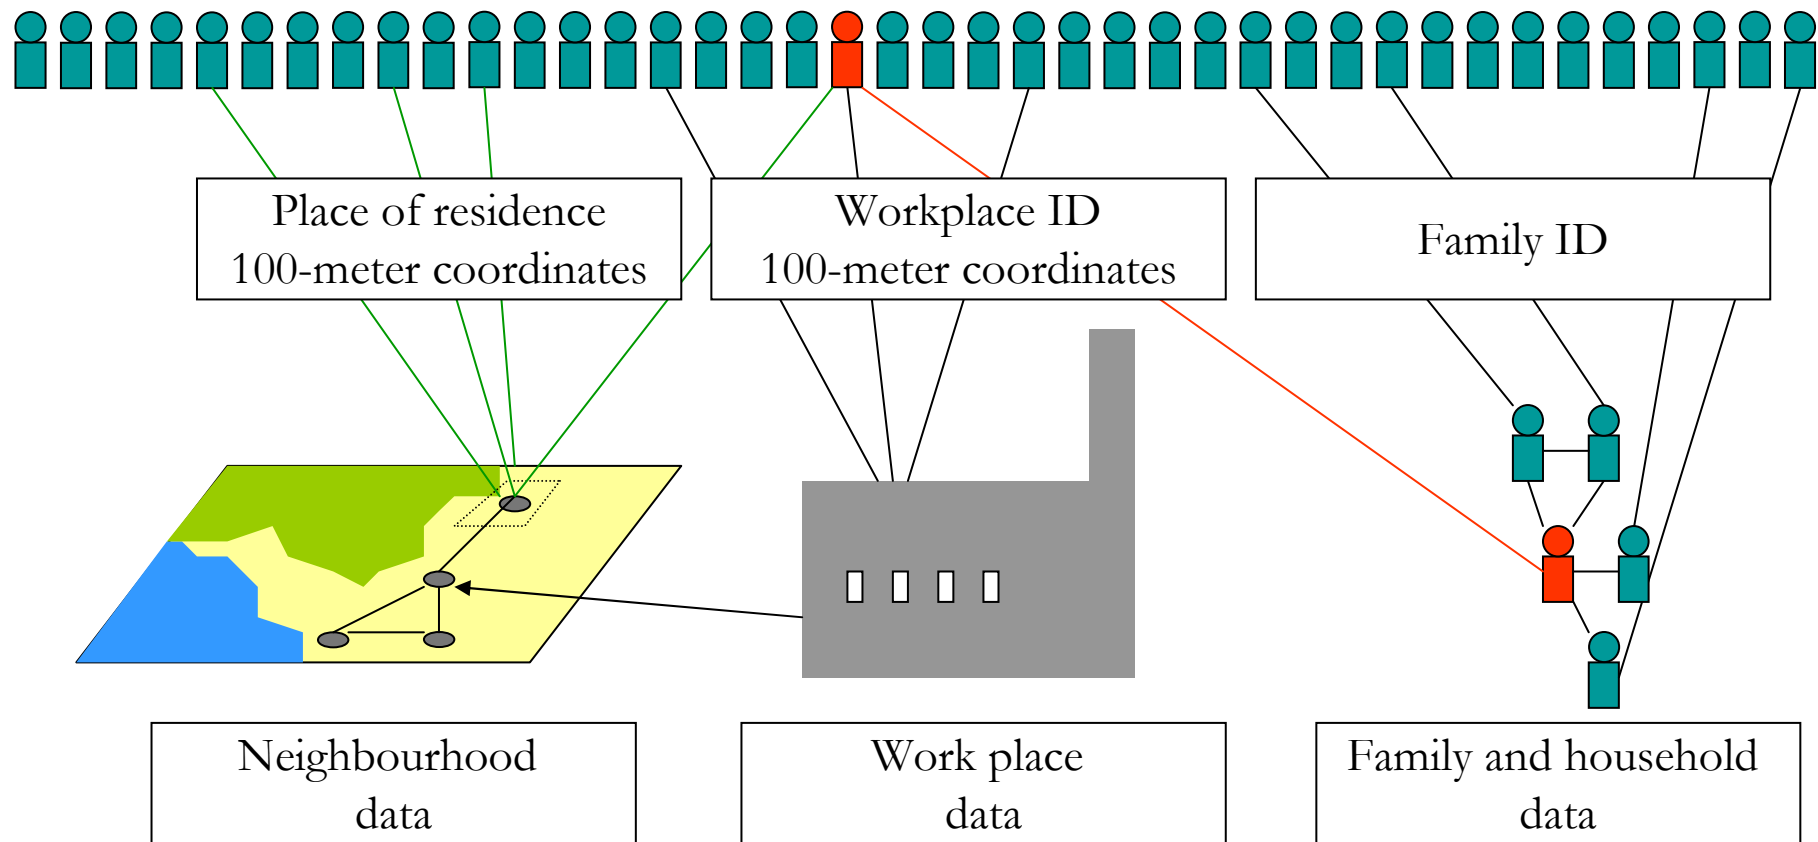 Place of residence
100-meter coordinates
Workplace ID
100-meter coordinates
Family ID
Neighbourhood
data
Work place
data
Family and household
data